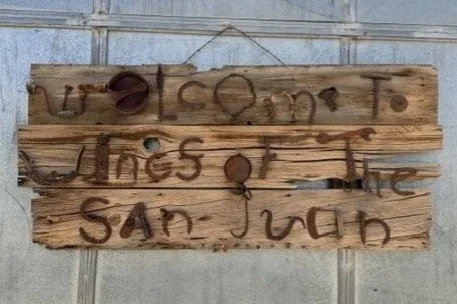 Welcome To
Wines of The
San Juan